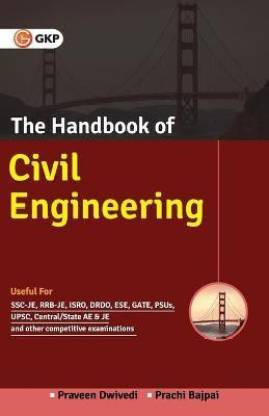 GKP
The Handbook of
Civil
Engineering
Useful For
SSC-JE, RRB-JE, ISRO, DRDO, ESE, GATE, PSUs,
UPSC, Central/State AE & JE
and other competitive examinations
• Praveen Dwivedi • Prachi Bajpai